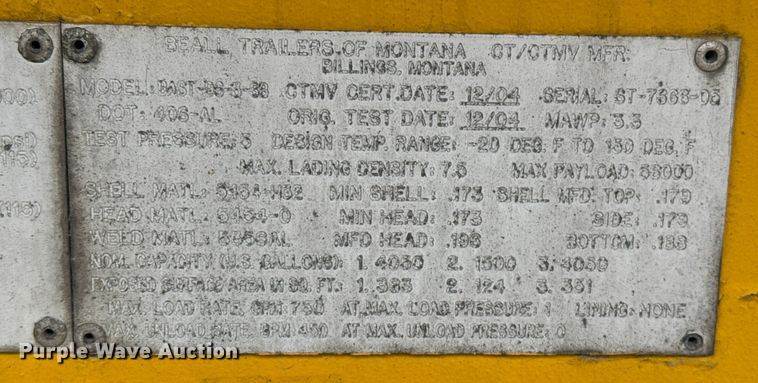 BEALL TRAILERS OF MONTANA CT/CTMV MFR:
BILLINGS, MONTANA
MODEL: CTMV CERT.DATE: 12/04 SERIAL:
DOT: 406-AL ORIG. TEST DATE: 12/04 MAWP: 3.3
TEST PRESSURE: 5 DESIGN TEMP. RANGE: -20 DEG. F TO 150 DEG. F
MAX. LADING DENSITY: 7.5 MAX PAYLOAD:
SHELL MATL: 5454-H32 MIN SHELL: .173 SHELL MFD. TOP: .179
HEAD MATL: 5454-0 MIN HEAD: .173 SIDE: .179
WELD MATL: MFD HEAD: BOTTOM:
NOM. CAPACITY (U.S. GALLONS): 1. 4050 2. 1500 3. 4050
EXPOSED SURFACE AREA IN SQ. FT.: 1. 2. 124 3. 331
MAX. LOAD RATE, GPM: 750 AT MAX. LOAD PRESSURE: 1 LINING: NONE
MAX. UNLOAD RATE, GPM: AT MAX. UNLOAD PRESSURE: 0
Purple Wave Auction